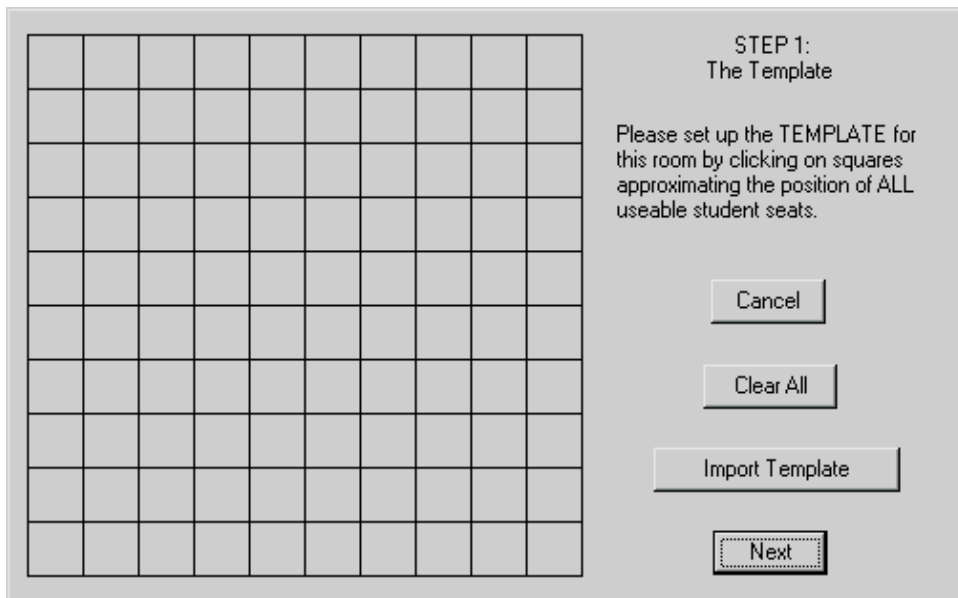 STEP 1:
The Template
Please set up the TEMPLATE for
this room by clicking on squares
approximating the position of ALL
useable student seats.
Cancel
Clear All
Import Template
Next